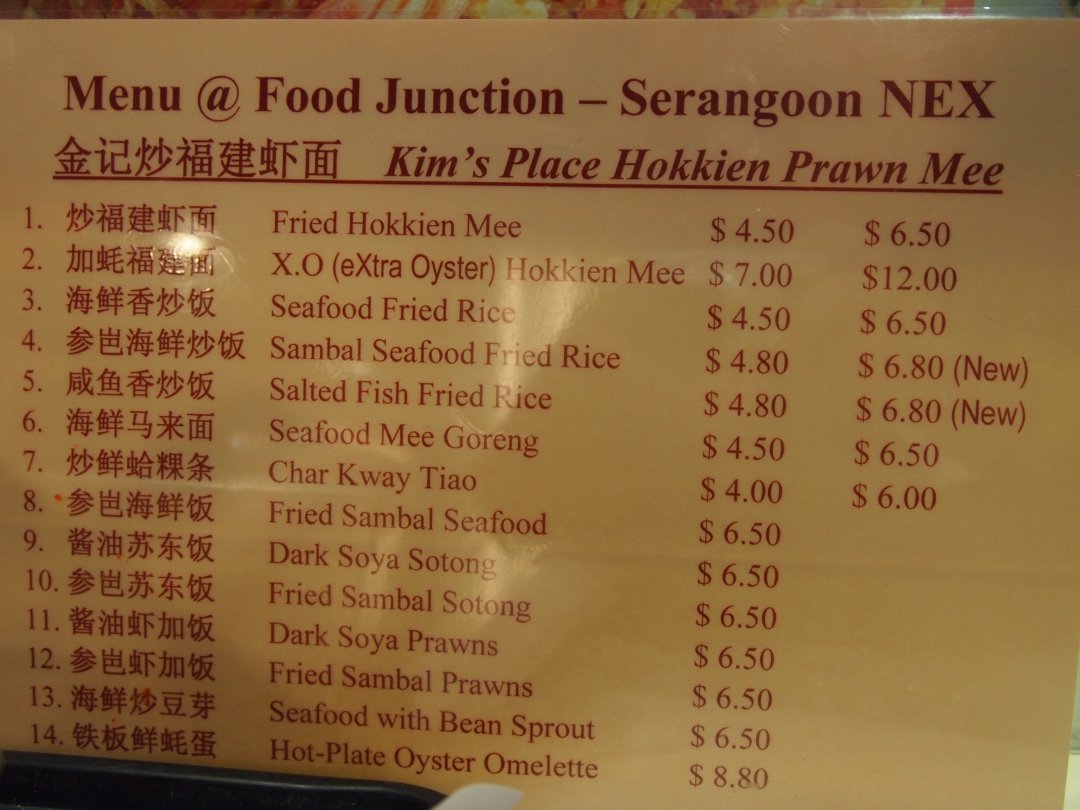 Menu @ Food Junction – Serangoon NEX
金记炒福建虾面 Kim's Place Hokkien Prawn Mee
1. 炒福建虾面 Fried Hokkien Mee $ 4.50 $ 6.50
2. 加蚝福建面 X.O (eXtra Oyster) Hokkien Mee $ 7.00 $12.00
3. 海鲜香炒饭 Seafood Fried Rice $ 4.50 $ 6.50
4. 参岜海鲜炒饭 Sambal Seafood Fried Rice $ 4.80 $ 6.80 (New)
5. 咸鱼香炒饭 Salted Fish Fried Rice $ 4.80 $ 6.80 (New)
6. 海鲜马来面 Seafood Mee Goreng $ 4.50 $ 6.50
7. 炒鲜蛤粿条 Char Kway Tiao $ 4.00 $ 6.00
8. 参岜海鲜饭 Fried Sambal Seafood $ 6.50
9. 酱油苏东饭 Dark Soya Sotong $ 6.50
10. 参岜苏东饭 Fried Sambal Sotong $ 6.50
11. 酱油虾加饭 Dark Soya Prawns $ 6.50
12. 参岜虾加饭 Fried Sambal Prawns $ 6.50
13. 海鲜炒豆芽 Seafood with Bean Sprout $ 6.50
14. 铁板鲜蚝蛋 Hot-Plate Oyster Omelette $ 8.80